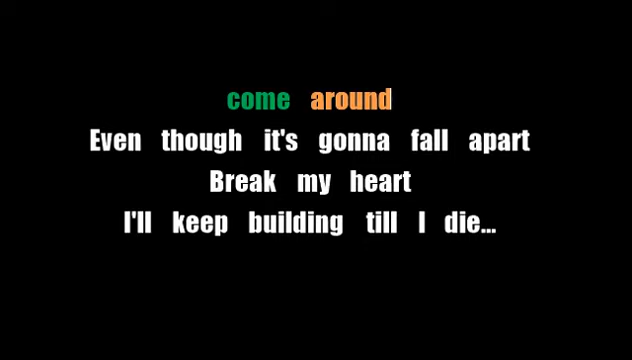 come around
Even though it's gonna fall apart
Break my heart
I'll keep building till I die...